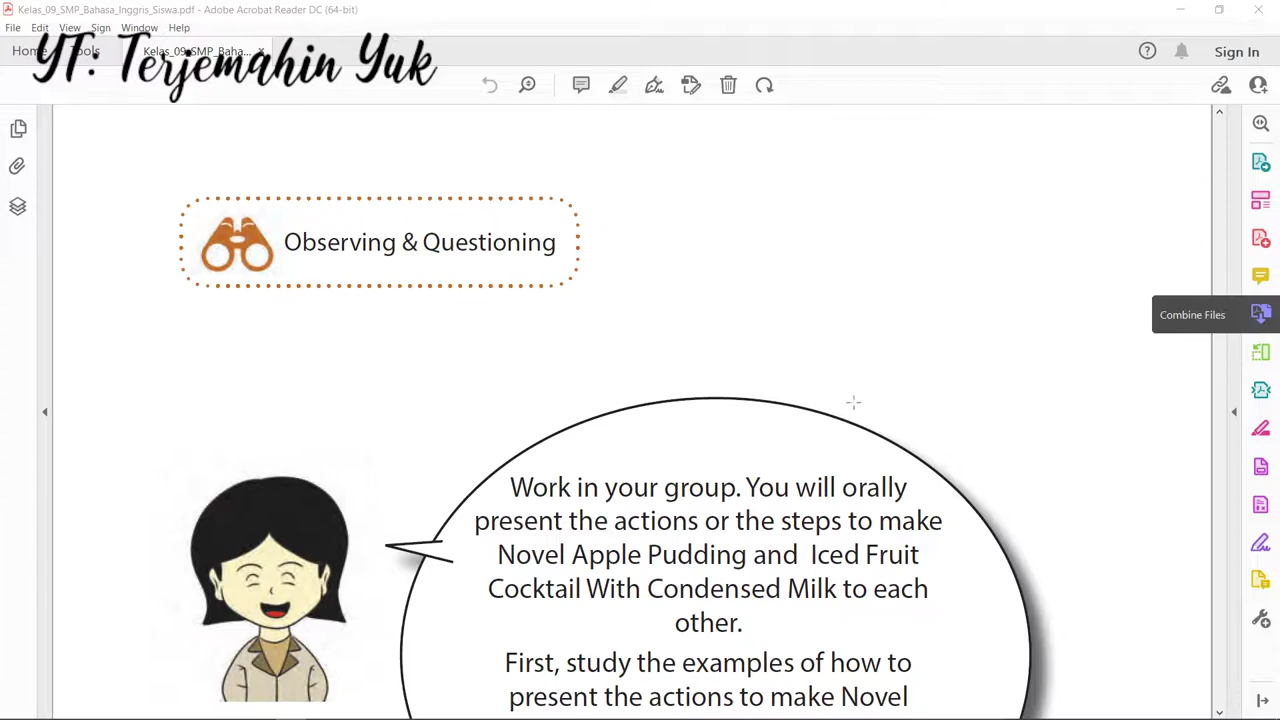 Kelas_09_SMP_Bahasa_Inggris_Siswa.pdf - Adobe Acrobat Reader DC (64-bit)
File Edit View Sign Window Help
Home Tools Kelas_09_SMP_Baha... × Sign In
YT: Terjemahin Yuk
Observing & Questioning
Combine Files
Work in your group. You will orally
present the actions or the steps to make
Novel Apple Pudding and Iced Fruit
Cocktail With Condensed Milk to each
other.
First, study the examples of how to
present the actions to make Novel